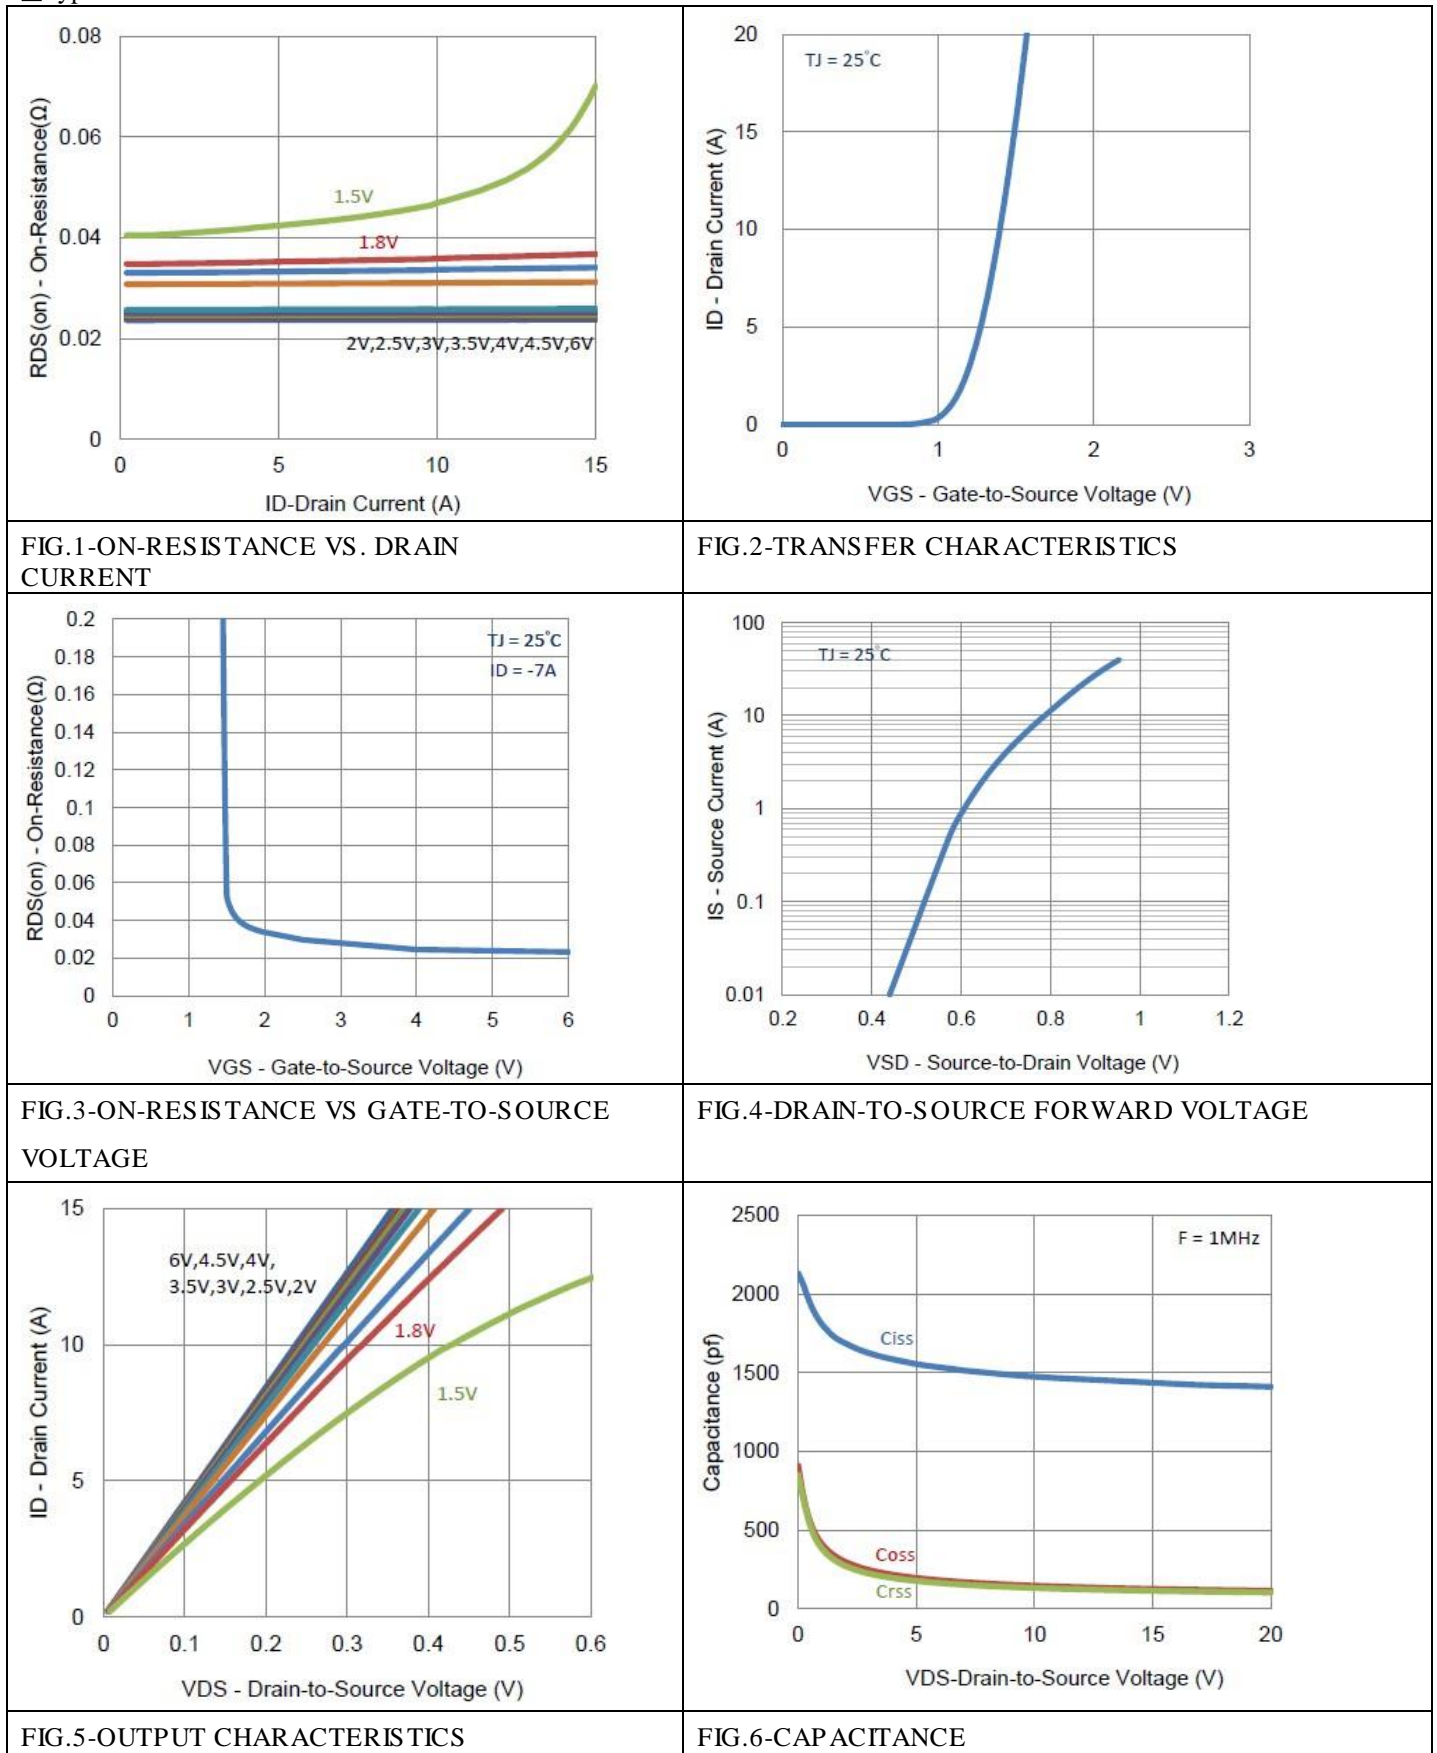 0.08
0.06
0.04
0.02
0
0 5 10 15
RDS(on) - On-Resistance(Ω)
ID-Drain Current (A)
1.5V
1.8V
2V,2.5V,3V,3.5V,4V,4.5V,6V
20
15
10
5
0
0 1 2 3
ID - Drain Current (A)
VGS - Gate-to-Source Voltage (V)
TJ = 25°C
FIG.1-ON-RESISTANCE VS. DRAIN
CURRENT
FIG.2-TRANSFER CHARACTERISTICS
0.2
0.18
0.16
0.14
0.12
0.1
0.08
0.06
0.04
0.02
0
0 1 2 3 4 5 6
RDS(on) - On-Resistance(Ω)
VGS - Gate-to-Source Voltage (V)
TJ = 25°C
ID = -7A
100
10
1
0.1
0.01
0.2 0.4 0.6 0.8 1 1.2
IS - Source Current (A)
VSD - Source-to-Drain Voltage (V)
TJ = 25°C
FIG.3-ON-RESISTANCE VS GATE-TO-SOURCE
VOLTAGE
FIG.4-DRAIN-TO-SOURCE FORWARD VOLTAGE
15
10
5
0
0 0.1 0.2 0.3 0.4 0.5 0.6
ID - Drain Current (A)
VDS - Drain-to-Source Voltage (V)
6V,4.5V,4V,
3.5V,3V,2.5V,2V
1.8V
1.5V
2500
2000
1500
1000
500
0
0 5 10 15 20
Capacitance (pf)
VDS-Drain-to-Source Voltage (V)
F = 1MHz
Ciss
Coss
Crss
FIG.5-OUTPUT CHARACTERISTICS
FIG.6-CAPACITANCE